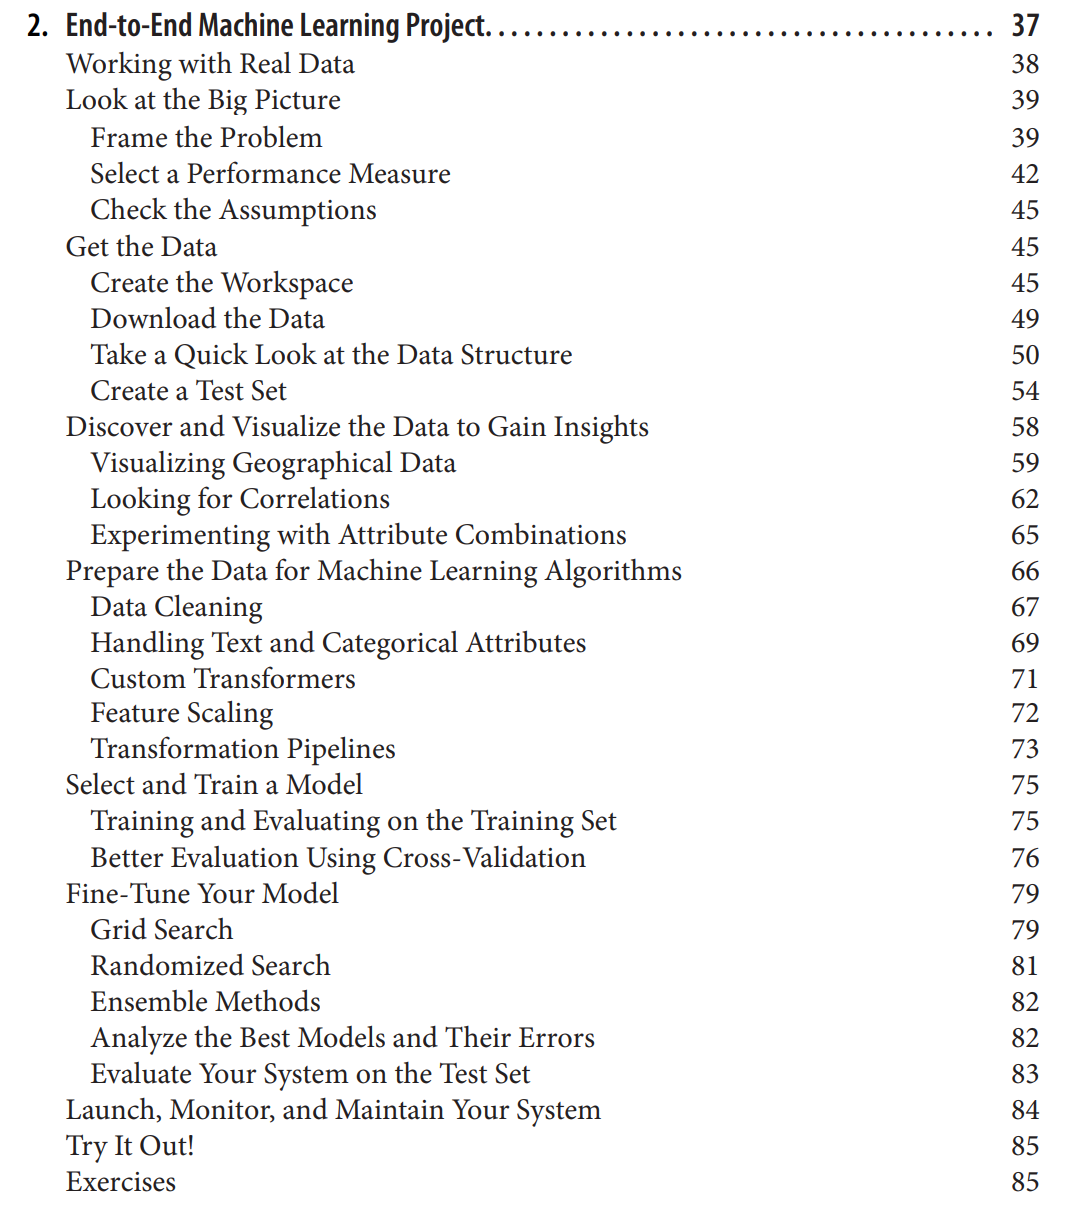 2. End-to-End Machine Learning Project. . . . . . . . . . . . . . . . . . . . . . . . . . . . . . . . . . . . . . . . 37
Working with Real Data 38
Look at the Big Picture 39
Frame the Problem 39
Select a Performance Measure 42
Check the Assumptions 45
Get the Data 45
Create the Workspace 45
Download the Data 49
Take a Quick Look at the Data Structure 50
Create a Test Set 54
Discover and Visualize the Data to Gain Insights 58
Visualizing Geographical Data 59
Looking for Correlations 62
Experimenting with Attribute Combinations 65
Prepare the Data for Machine Learning Algorithms 66
Data Cleaning 67
Handling Text and Categorical Attributes 69
Custom Transformers 71
Feature Scaling 72
Transformation Pipelines 73
Select and Train a Model 75
Training and Evaluating on the Training Set 75
Better Evaluation Using Cross-Validation 76
Fine-Tune Your Model 79
Grid Search 79
Randomized Search 81
Ensemble Methods 82
Analyze the Best Models and Their Errors 82
Evaluate Your System on the Test Set 83
Launch, Monitor, and Maintain Your System 84
Try It Out! 85
Exercises 85